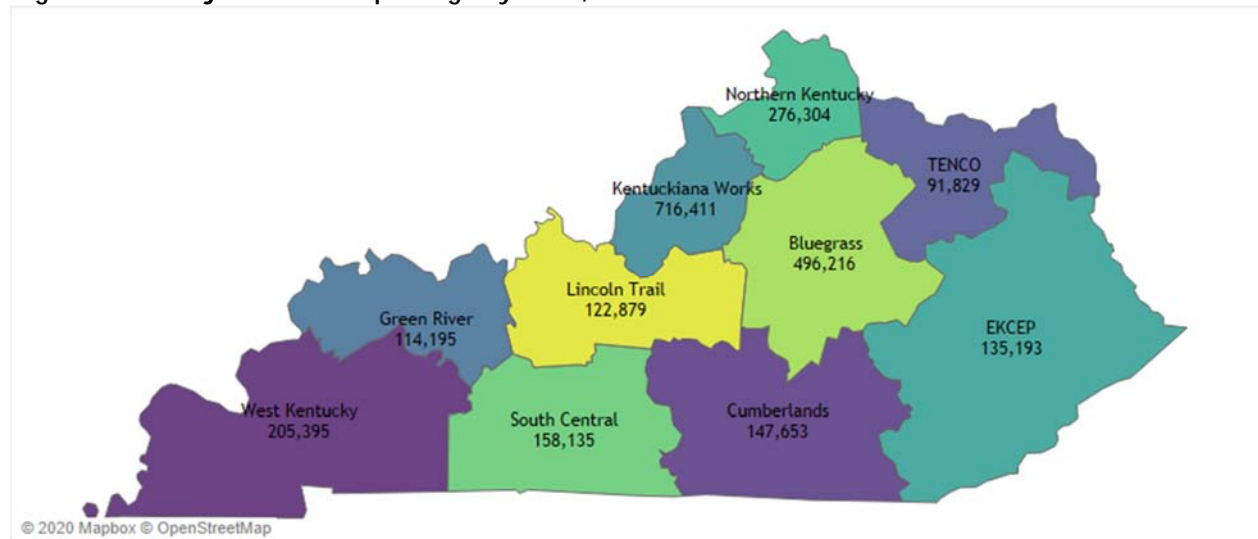 Northern Kentucky
276,304
TENCO
91,829
Kentuckiana Works
716,411
Bluegrass
496,216
Lincoln Trail
122,879
Green River
114,195
EKCEP
135,193
West Kentucky
205,395
South Central
158,135
Cumberlands
147,653
© 2020 Mapbox © OpenStreetMap